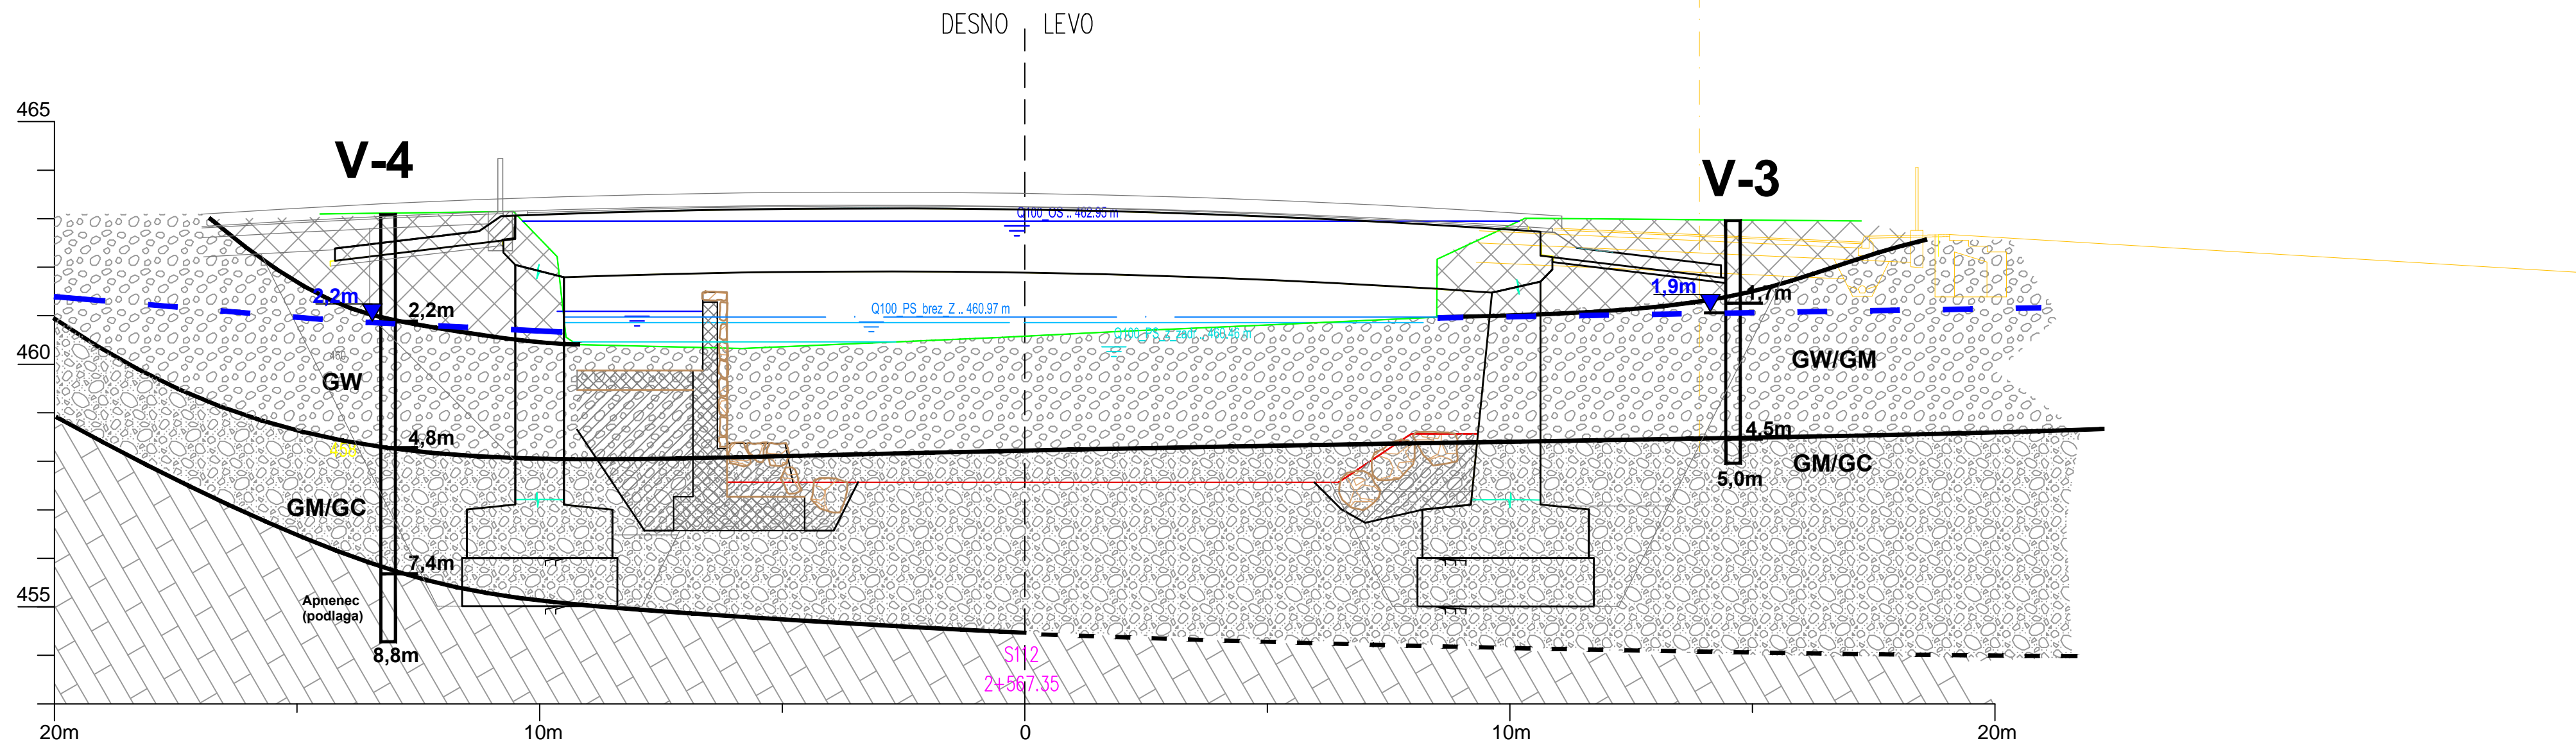 DESNO LEVO
465
V-4
V-3
Q100_OS .. 462.95 m
2,2m
2,2m
1,9m
1,7m
Q100_PS_brez_Z .. 460.97 m
460
460
GW
GW/GM
4,8m
4,5m
GM/GC
5,0m
GM/GC
7,4m
455
Apnenec
(podlaga)
8,8m
S112
2+567.35
20m
10m
0
10m
20m